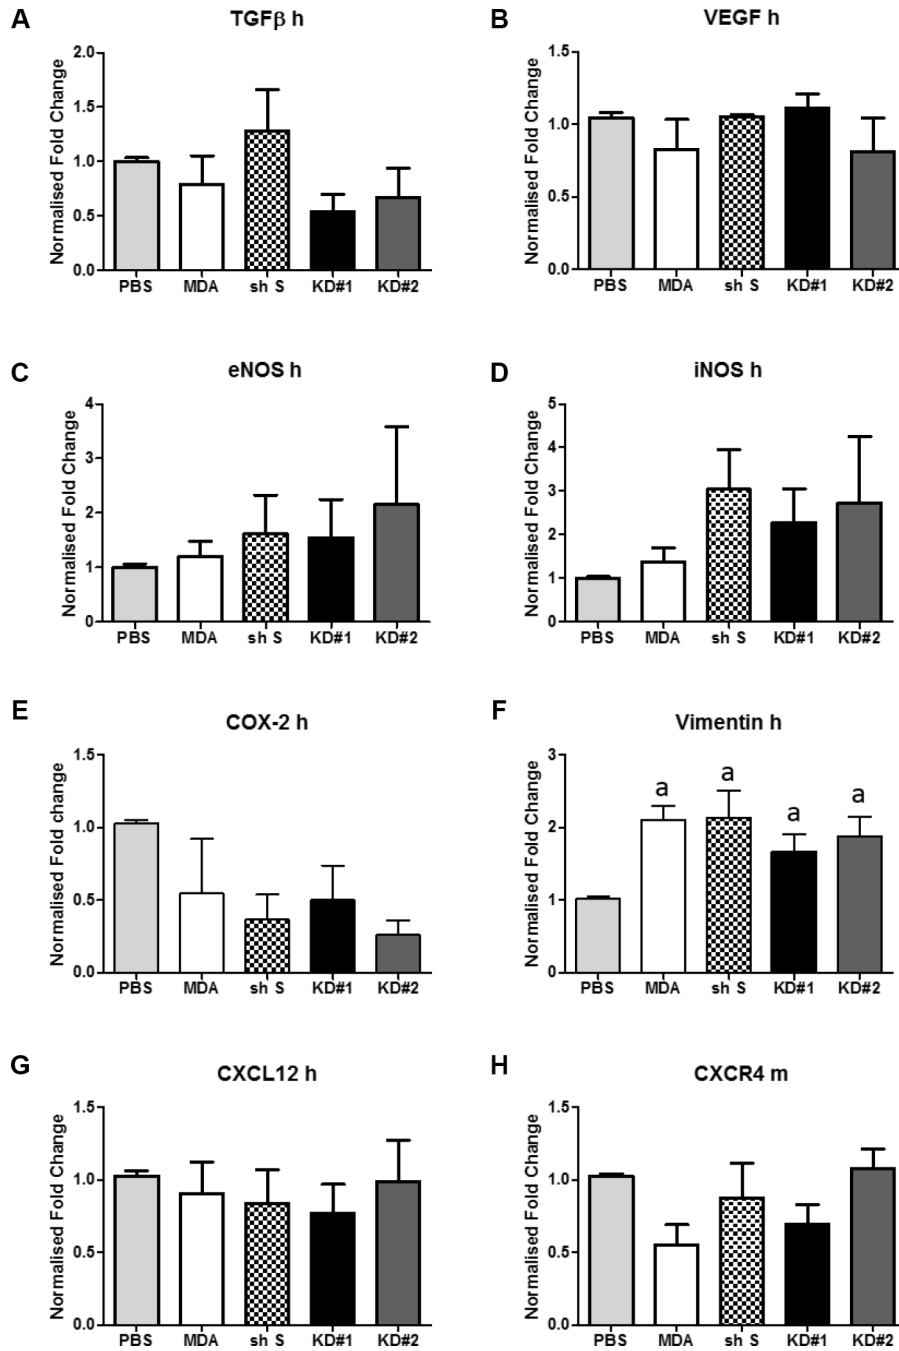 A
TGFβ h
Normalised Fold Change
2.0
1.5
1.0
0.5
0.0
PBS MDA sh S KD#1 KD#2
B
VEGF h
Normalised Fold Change
1.5
1.0
0.5
0.0
PBS MDA sh S KD#1 KD#2
C
eNOS h
Normalised Fold Change
4
3
2
1
0
PBS MDA sh S KD#1 KD#2
D
iNOS h
Normalised Fold Change
5
4
3
2
1
0
PBS MDA sh S KD#1 KD#2
E
COX-2 h
Normalised Fold change
1.5
1.0
0.5
0.0
PBS MDA sh S KD#1 KD#2
F
Vimentin h
Normalised Fold Change
3
2
1
0
a a a a
PBS MDA sh S KD#1 KD#2
G
CXCL12 h
Normalised Fold Change
1.5
1.0
0.5
0.0
PBS MDA sh S KD#1 KD#2
H
CXCR4 m
Normalised Fold Change
1.5
1.0
0.5
0.0
PBS MDA sh S KD#1 KD#2